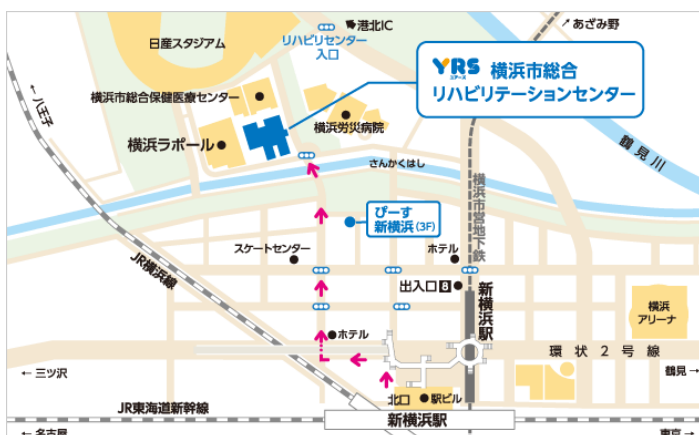 日産スタジアム
港北IC
リハビリセンター
入口
あざみ野
YRS
横浜市総合
リハビリテーションセンター
横浜市総合保健医療センター
横浜ラポール
横浜労災病院
さんかくはし
鶴見川
八王子
横浜市営地下鉄
ぴーす
新横浜(3F)
スケートセンター
ホテル
JR横浜線
出入口8
新横浜駅
横浜
アリーナ
ホテル
環状2号線
三ツ沢
鶴見
北口
駅ビル
JR東海道新幹線
新横浜駅
名古屋
東京